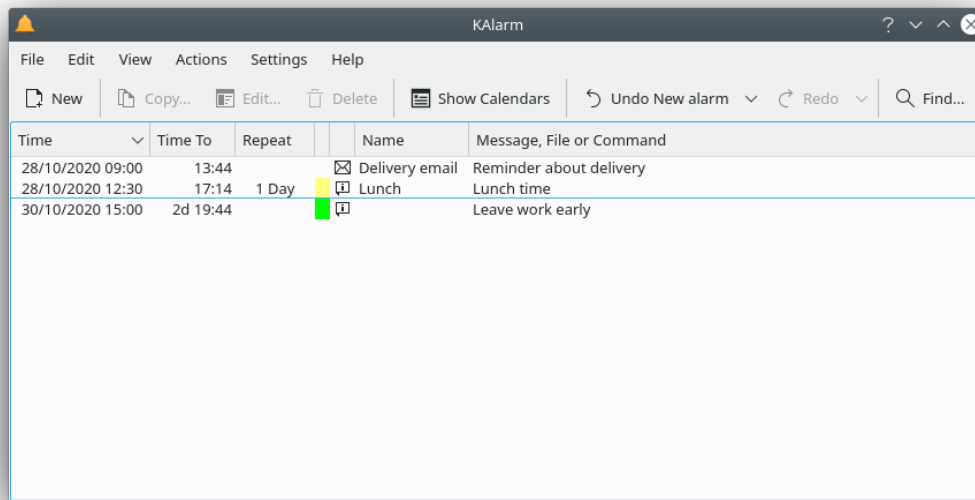 KAlarm
File Edit View Actions Settings Help
New Copy... Edit... Delete Show Calendars Undo New alarm Redo Find...
Time Time To Repeat Name Message, File or Command
28/10/2020 09:00 13:44 Delivery email Reminder about delivery
28/10/2020 12:30 17:14 1 Day Lunch Lunch time
30/10/2020 15:00 2d 19:44 Leave work early